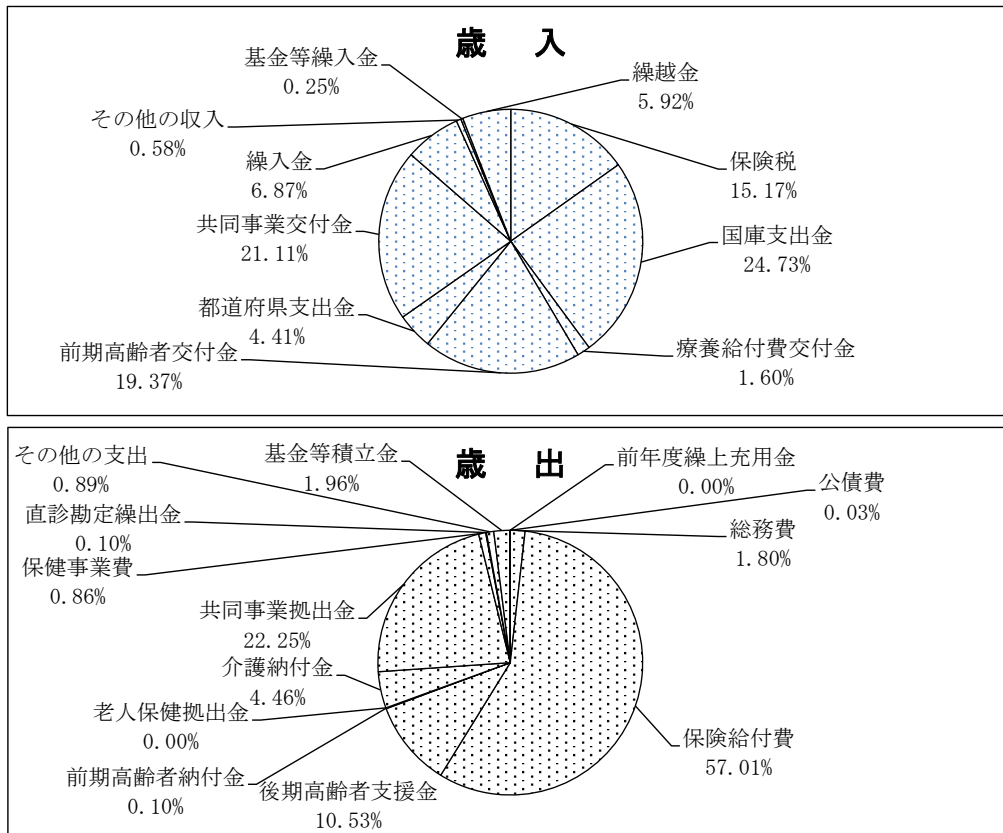 歳 入
基金等繰入金
0.25%
繰越金
5.92%
その他の収入
0.58%
保険税
15.17%
繰入金
6.87%
共同事業交付金
21.11%
国庫支出金
24.73%
都道府県支出金
4.41%
療養給付費交付金
1.60%
前期高齢者交付金
19.37%
歳 出
その他の支出
0.89%
基金等積立金
1.96%
前年度繰上充用金
0.00%
公債費
0.03%
直診勘定繰出金
0.10%
総務費
1.80%
保健事業費
0.86%
共同事業拠出金
22.25%
介護納付金
4.46%
老人保健拠出金
0.00%
保険給付費
57.01%
前期高齢者納付金
0.10%
後期高齢者支援金
10.53%